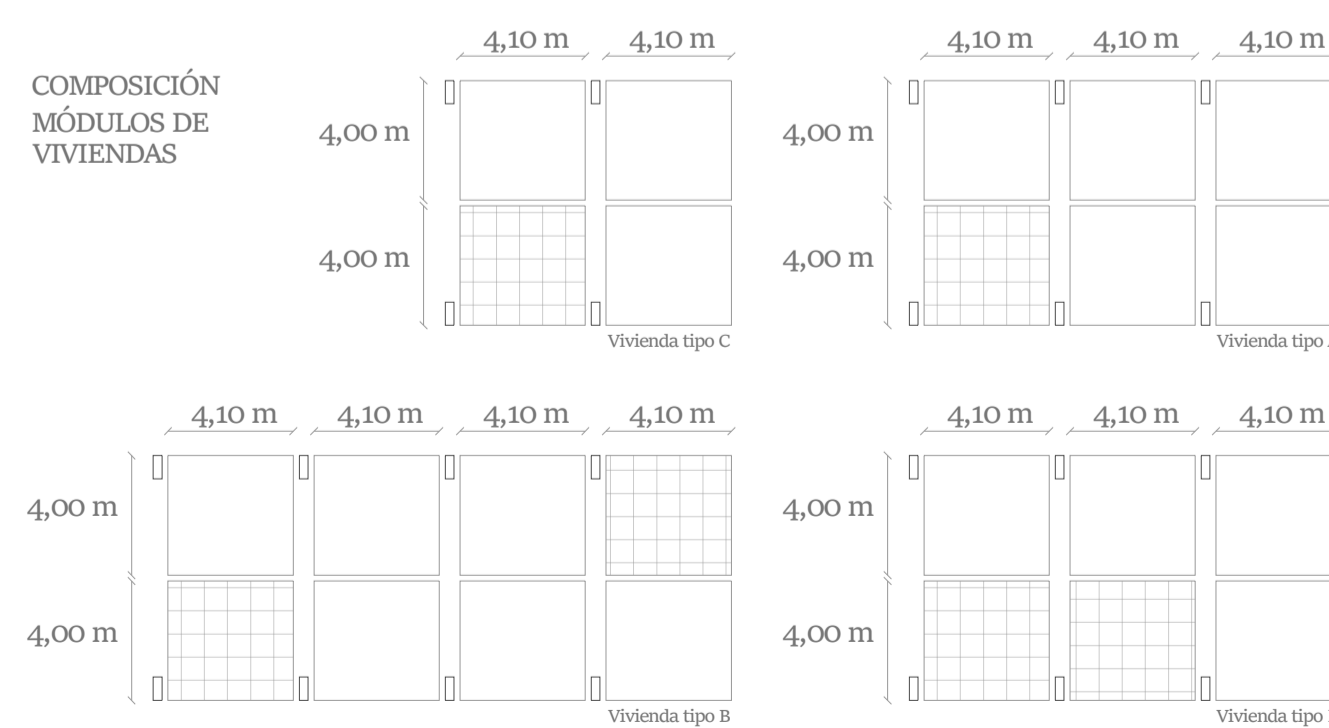 COMPOSICIÓN
MÓDULOS DE
VIVIENDAS
4,10 m 4,10 m
4,00 m
4,00 m
Vivienda tipo C
4,10 m 4,10 m 4,10 m
4,00 m
4,00 m
Vivienda tipo
4,10 m 4,10 m 4,10 m 4,10 m
4,00 m
4,00 m
Vivienda tipo B
4,10 m 4,10 m 4,10 m
4,00 m
4,00 m
Vivienda tipo